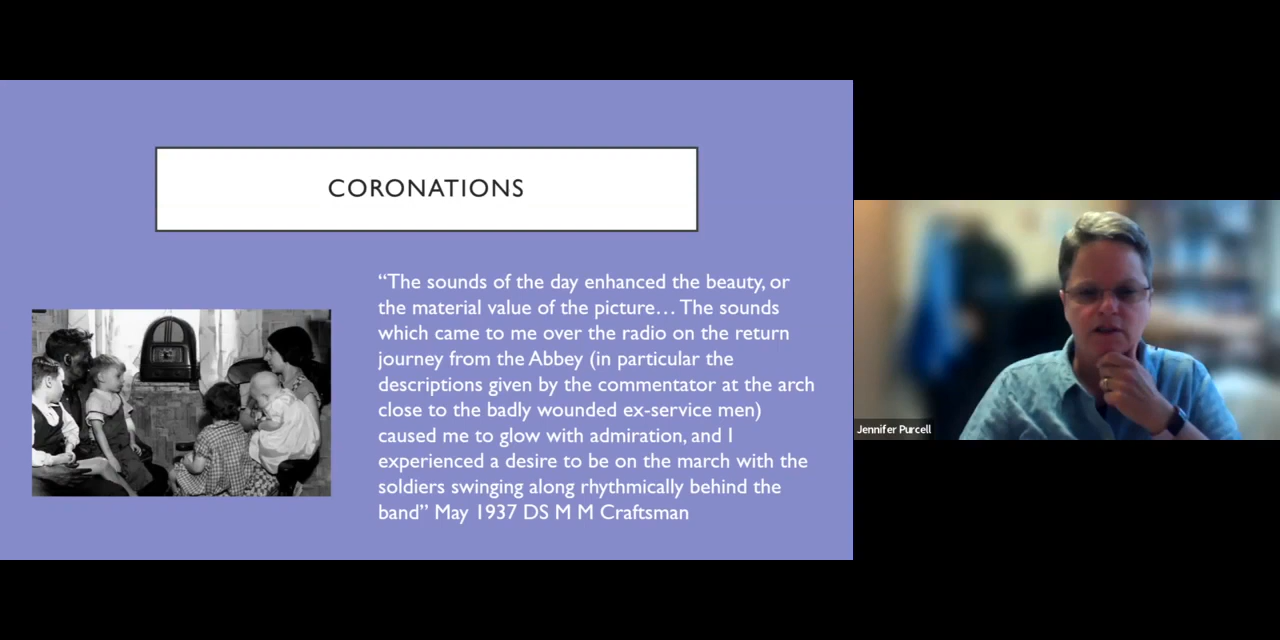 CORONATIONS
“The sounds of the day enhanced the beauty, or
the material value of the picture… The sounds
which came to me over the radio on the return
journey from the Abbey (in particular the
descriptions given by the commentator at the arch
close to the badly wounded ex-service men)
caused me to glow with admiration, and I
experienced a desire to be on the march with the
soldiers swinging along rhythmically behind the
band” May 1937 DS M M Craftsman
Jennifer Purcell